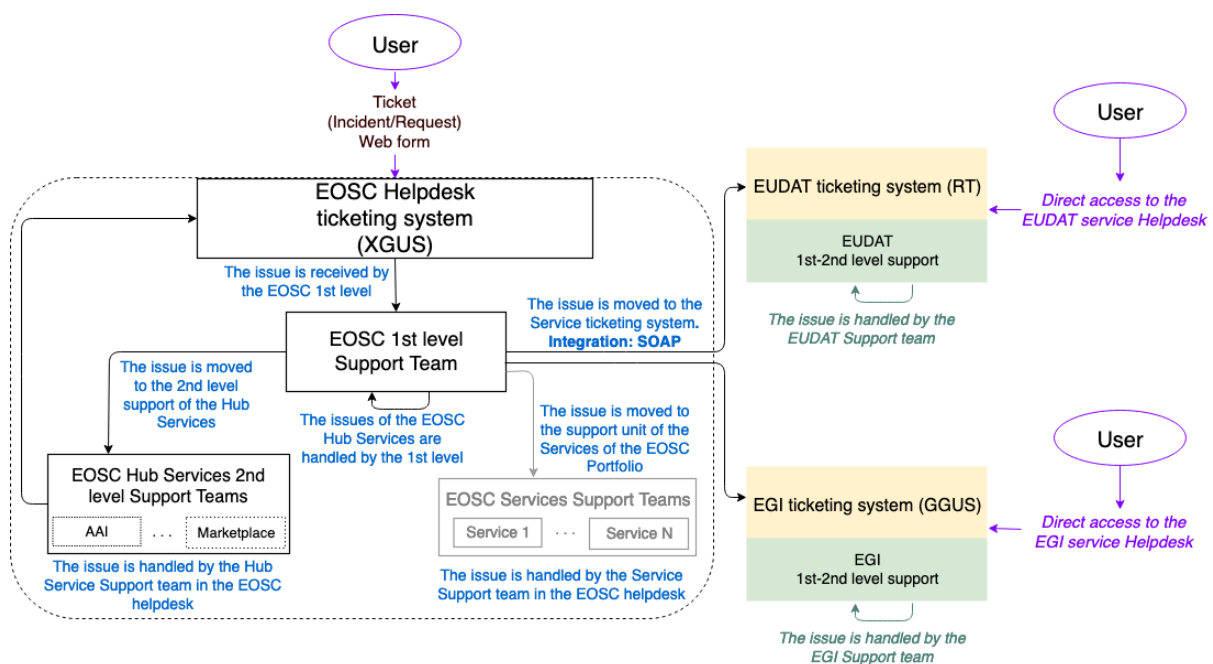 User
Ticket
(Incident/Request)
Web form
EOSC Helpdesk
ticketing system
(XGUS)
The issue is received by
the EOSC 1st level
EOSC 1st level
Support Team
The issue is moved to the
Service ticketing system.
Integration: SOAP
The issue is moved
to the 2nd level
support of the Hub
Services
The issues of the EOSC
Hub Services are
handled by the 1st level
The issue is moved to
the support unit of the
Services of the EOSC
Portfolio
EOSC Hub Services 2nd
level Support Teams
AAI
. . .
Marketplace
The issue is handled by the Hub
Service Support team in the EOSC
helpdesk
EOSC Services Support Teams
Service 1
. . .
Service N
The issue is handled by the Service
Support team in the EOSC helpdesk
EUDAT ticketing system (RT)
EUDAT
1st-2nd level support
The issue is handled by the
EUDAT Support team
User
Direct access to the
EUDAT service Helpdesk
EGI ticketing system (GGUS)
EGI
1st-2nd level support
The issue is handled by the
EGI Support team
User
Direct access to the
EGI service Helpdesk